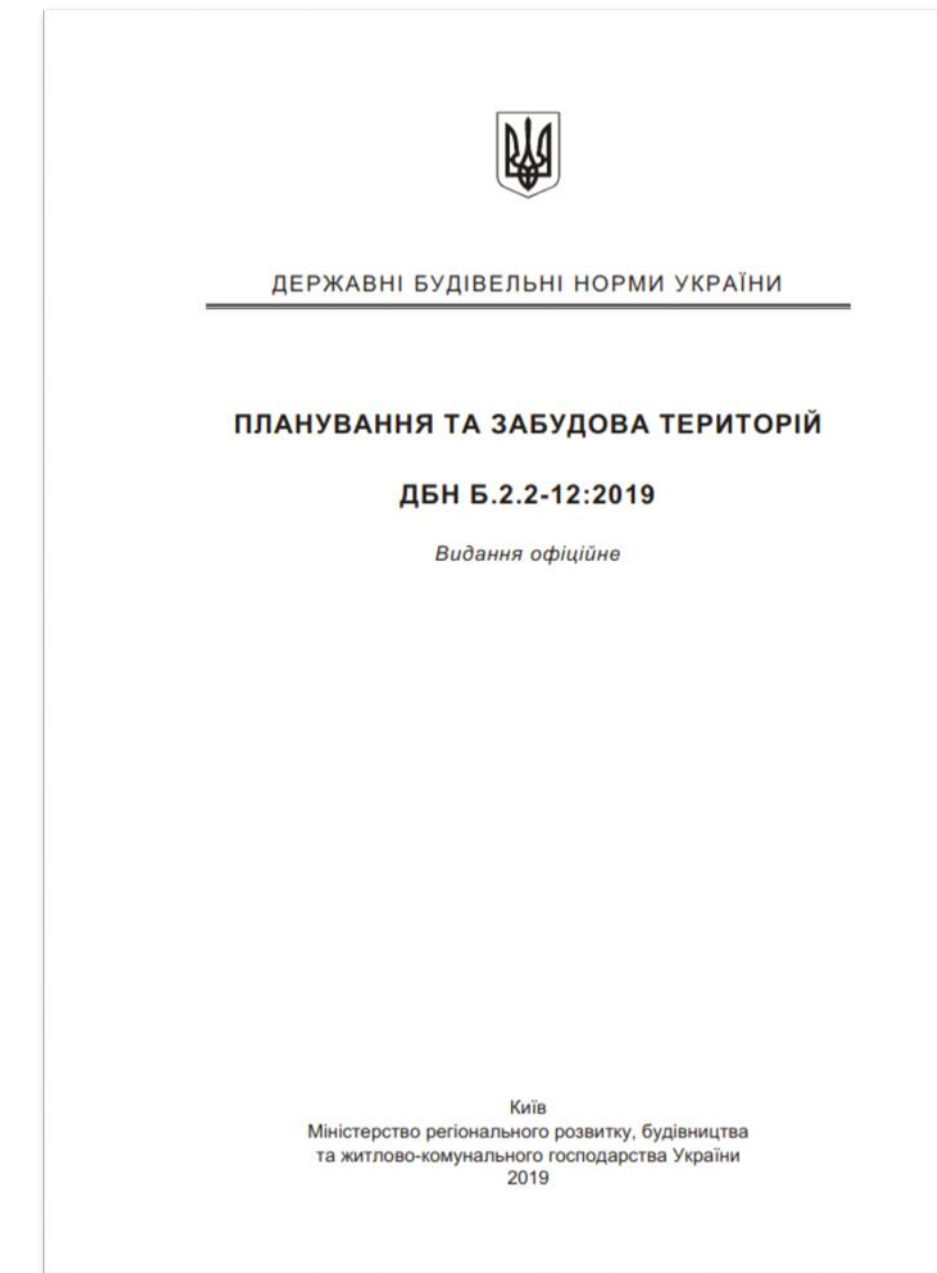 ДЕРЖАВНІ БУДІВЕЛЬНІ НОРМИ УКРАЇНИ
ПЛАНУВАННЯ ТА ЗАБУДОВА ТЕРИТОРІЙ
ДБН Б.2.2-12:2019
Видання офіційне
Київ
Міністерство регіонального розвитку, будівництва
та житлово-комунального господарства України
2019